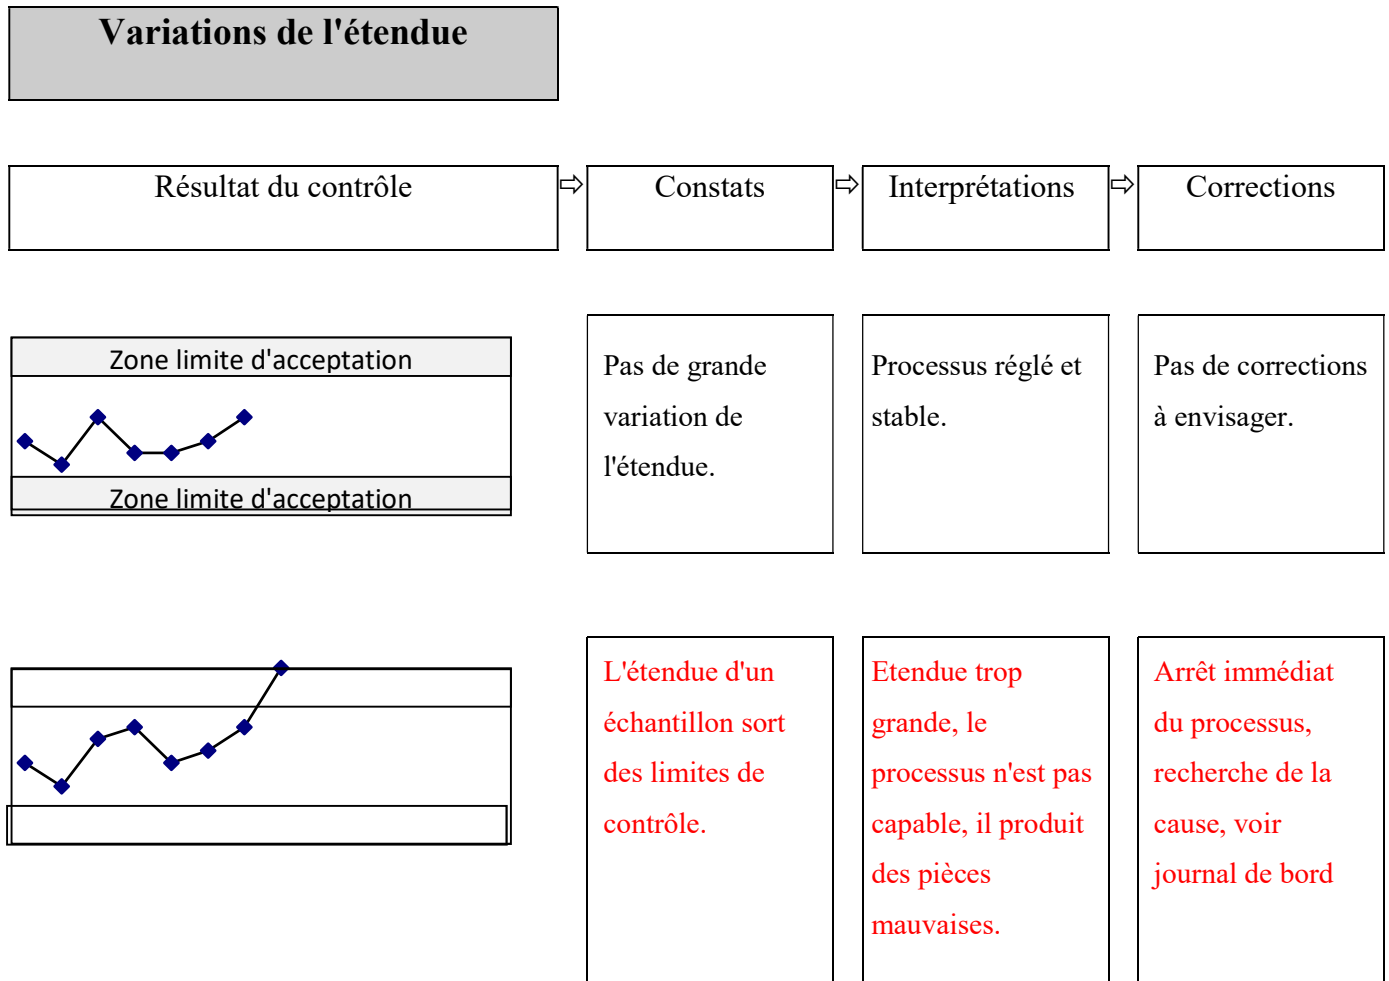 Variations de l'étendue
Résultat du contrôle
⇨
Constats
⇨
Interprétations
⇨
Corrections
Zone limite d'acceptation
Zone limite d'acceptation
Pas de grande
variation de
l'étendue.
Processus réglé et
stable.
Pas de corrections
à envisager.
L'étendue d'un
échantillon sort
des limites de
contrôle.
Etendue trop
grande, le
processus n'est pas
capable, il produit
des pièces
mauvaises.
Arrêt immédiat
du processus,
recherche de la
cause, voir
journal de bord